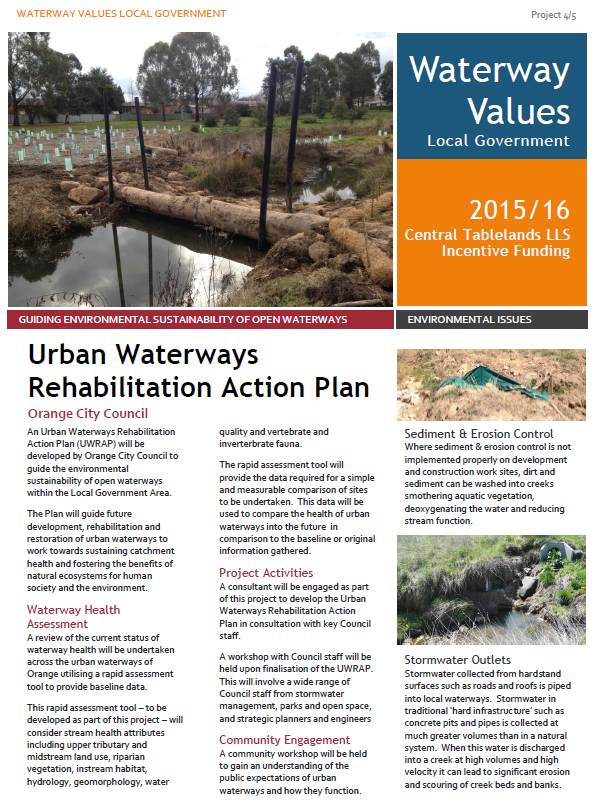 WATERWAY VALUES LOCAL GOVERNMENT
Project 4/5
Waterway
Values
Local Government
2015/16
Central Tablelands LLS
Incentive Funding
GUIDING ENVIRONMENTAL SUSTAINABILITY OF OPEN WATERWAYS
ENVIRONMENTAL ISSUES
Urban Waterways
Rehabilitation Action Plan
Orange City Council
An Urban Waterways Rehabilitation
Action Plan (UWRAP) will be
developed by Orange City Council to
guide the environmental
sustainability of open waterways
within the Local Government Area.
The Plan will guide future
development, rehabilitation and
restoration of urban waterways to
work towards sustaining catchment
health and fostering the benefits of
natural ecosystems for human
society and the environment.
Waterway Health
Assessment
A review of the current status of
waterway health will be undertaken
across the urban waterways of
Orange utilising a rapid assessment
tool to provide baseline data.
This rapid assessment tool – to be
developed as part of this project – will
consider stream health attributes
including upper tributary and
midstream land use, riparian
vegetation, instream habitat,
hydrology, geomorphology, water
quality and vertebrate and
invertebrate fauna.
The rapid assessment tool will
provide the data required for a simple
and measurable comparison of sites
to be undertaken.  This data will be
used to compare the health of urban
waterways into the future  in
comparison to the baseline or original
information gathered.
Project Activities
A consultant will be engaged as part
of this project to develop the Urban
Waterways Rehabilitation Action
Plan in consultation with key Council
staff.
A workshop with Council staff will be
held upon finalisation of the UWRAP.
This will involve a wide range of
Council staff from stormwater
management, parks and open space,
and strategic planners and engineers
Community Engagement
A community workshop will be held
to gain an understanding of the
public expectations of urban
waterways and how they function.
Sediment & Erosion Control
Where sediment & erosion control is not
implemented properly on development
and construction work sites, dirt and
sediment can be washed into creeks
smothering aquatic vegetation,
deoxygenating the water and reducing
stream function.
Stormwater Outlets
Stormwater collected from hardstand
surfaces such as roads and roofs is piped
into local waterways.  Stormwater in
traditional ‘hard infrastructure’ such as
concrete pits and pipes is collected at
much greater volumes than in a natural
system.  When this water is discharged
into a creek at high volumes and high
velocity it can lead to significant erosion
and scouring of creek beds and banks.